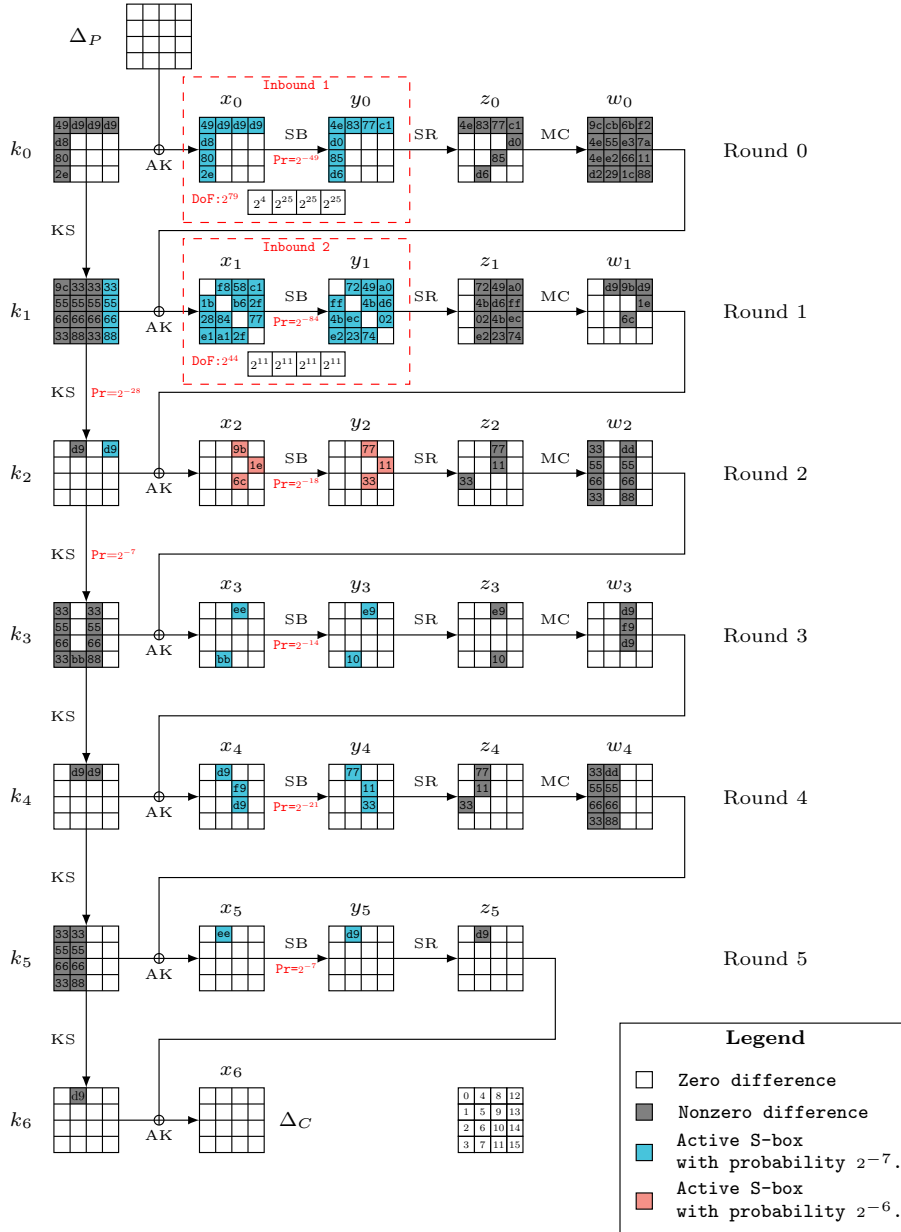 Δ_P
Inbound 1
x_0 y_0 z_0 w_0
49 d9 d9 d9 49 d9 d9 d9 4e 83 77 c1 4e 83 77 c1 9c cb 6b f2
d8 d8 d0 d0 4e 55 e3 7a
k_0 AK SB Pr=2^{-49} SR MC Round 0
80 80 85 85 4e e2 66 11
2e 2e d6 d6 d2 29 1c 88
DoF:2^{79} 2^4 2^{25} 2^{25} 2^{25}
KS
Inbound 2
x_1 y_1 z_1 w_1
9c 33 33 33 f8 58 c1 72 49 a0 72 49 a0 d9 9b d9
55 55 55 55 1b b6 2f ff 4b d6 4b d6 ff 1e
k_1 AK SB Pr=2^{-84} SR MC Round 1
66 66 66 66 28 84 77 4b ec 02 02 4b ec 6c
33 88 33 88 e1 a1 2f e2 23 74 e2 23 74
DoF:2^{44} 2^{11} 2^{11} 2^{11} 2^{11}
KS Pr=2^{-28}
x_2 y_2 z_2 w_2
d9 d9 9b 77 77 33 dd
1e 11 11 55 55
k_2 AK SB Pr=2^{-18} SR MC Round 2
6c 33 33 66 66
33 88
KS Pr=2^{-7}
x_3 y_3 z_3 w_3
33 33 ee e9 e9 d9
55 55 f9
k_3 AK SB Pr=2^{-14} SR MC Round 3
66 66 d9
33 bb 88 bb 10 10
KS
x_4 y_4 z_4 w_4
d9 d9 d9 77 77 33 dd
f9 11 11 55 55
k_4 AK SB Pr=2^{-21} SR MC Round 4
d9 33 33 66 66
33 88
KS
x_5 y_5 z_5
33 33 ee d9 d9
55 55
k_5 AK SB Pr=2^{-7} SR Round 5
66 66
33 88
KS
x_6
d9
k_6 AK Δ_C
0 4 8 12
1 5 9 13
2 6 10 14
3 7 11 15
Legend
Zero difference
Nonzero difference
Active S-box
with probability 2^{-7}.
Active S-box
with probability 2^{-6}.